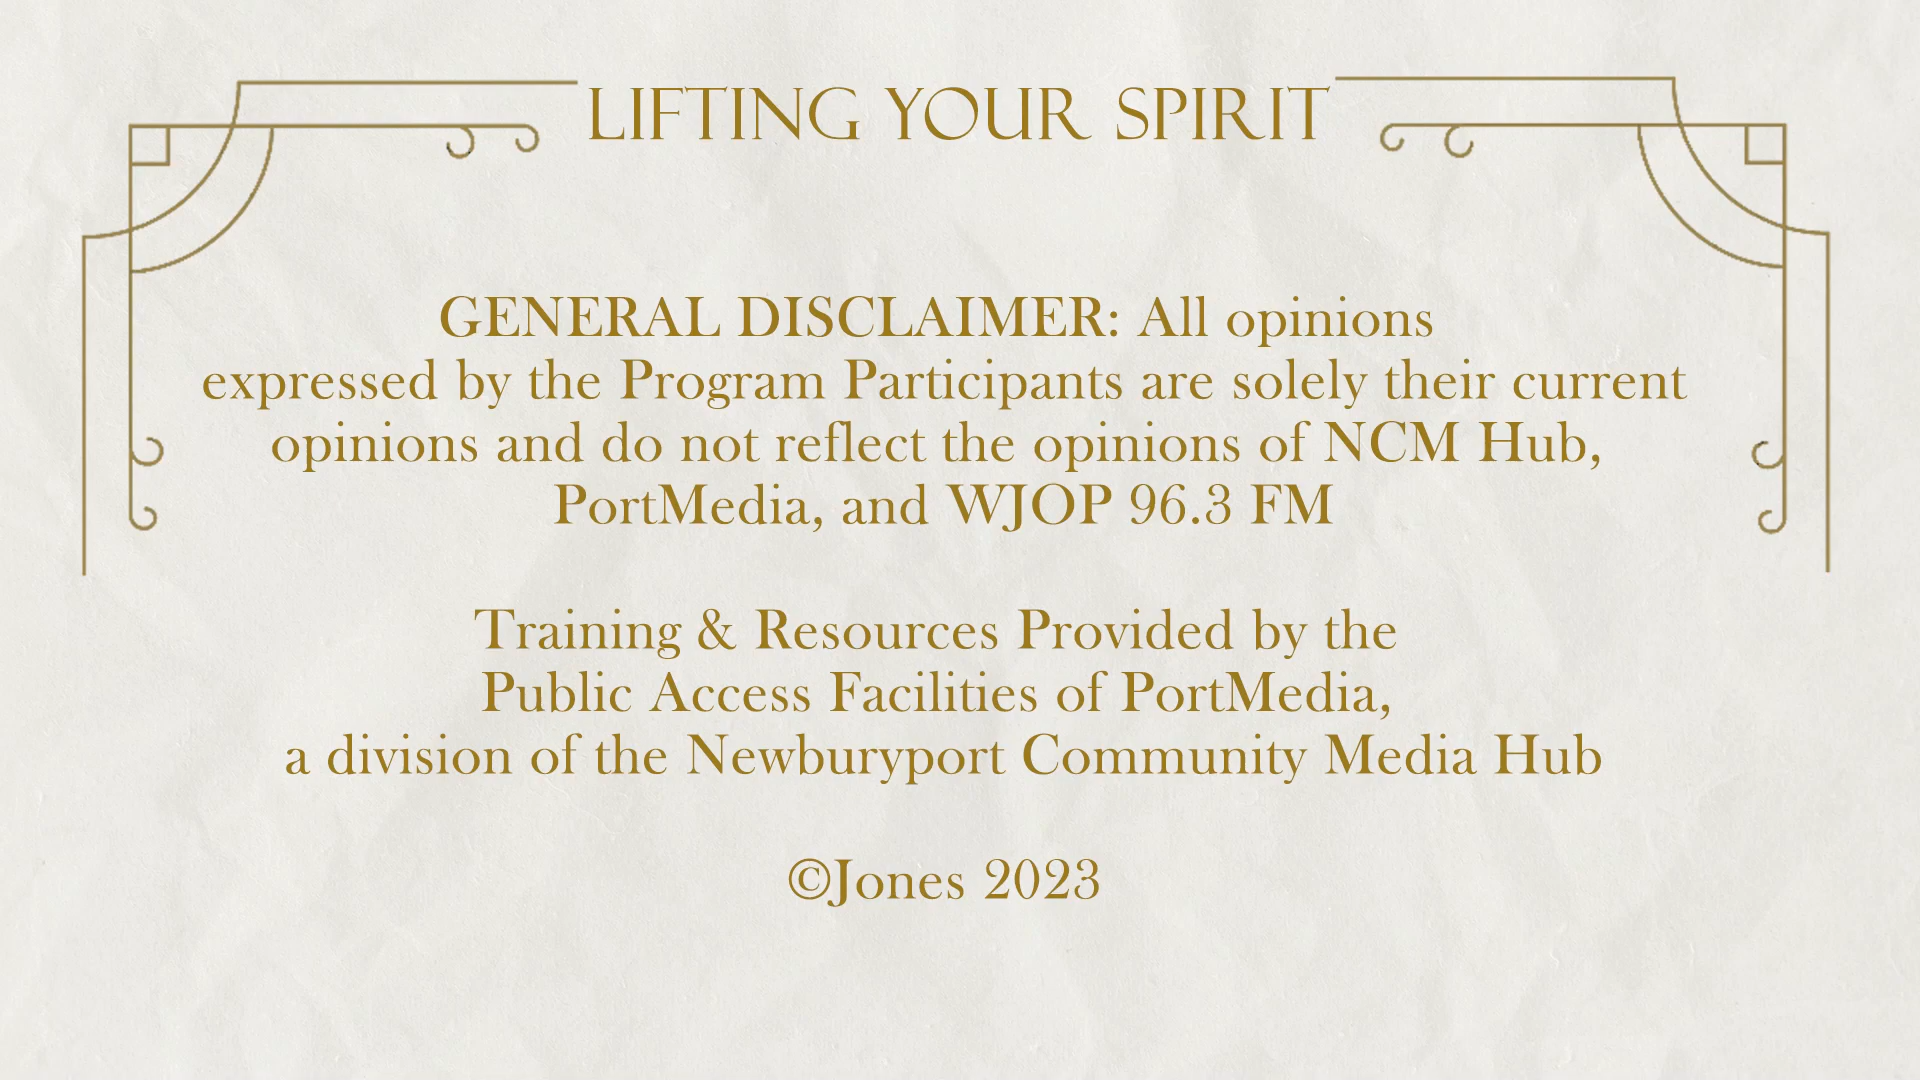 LIFTING YOUR SPIRIT
GENERAL DISCLAIMER: All opinions
expressed by the Program Participants are solely their current
opinions and do not reflect the opinions of NCM Hub,
PortMedia, and WJOP 96.3 FM
Training & Resources Provided by the
Public Access Facilities of PortMedia,
a division of the Newburyport Community Media Hub
©Jones 2023